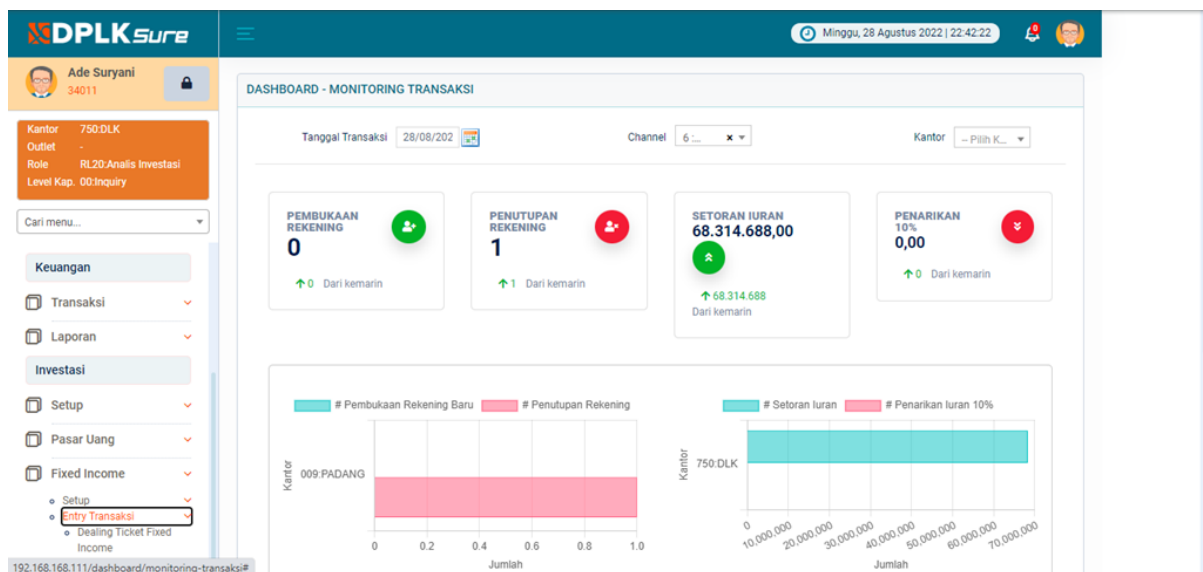 DPLKsure
Minggu, 28 Agustus 2022 | 22:42:22
0
Ade Suryani
34011
Kantor 750:DLK
Outlet -
Role RL20:Analis Investasi
Level Kap. 00:Inquiry
Cari menu...
Keuangan
Transaksi
Laporan
Investasi
Setup
Pasar Uang
Fixed Income
Setup
Entry Transaksi
Dealing Ticket Fixed
Income
192.168.168.111/dashboard/monitoring-transaksi#
DASHBOARD - MONITORING TRANSAKSI
Tanggal Transaksi 28/08/202
Channel 6 :... x
Kantor -- Pilih K...
PEMBUKAAN
REKENING
0
0 Dari kemarin
PENUTUPAN
REKENING
1
1 Dari kemarin
SETORAN IURAN
68.314.688,00
68.314.688
Dari kemarin
PENARIKAN
10%
0,00
0 Dari kemarin
# Pembukaan Rekening Baru # Penutupan Rekening
Kantor
009:PADANG
0 0.2 0.4 0.6 0.8 1.0
Jumlah
# Setoran Iuran # Penarikan Iuran 10%
Kantor
750:DLK
0 10,000,000 20,000,000 30,000,000 40,000,000 50,000,000 60,000,000 70,000,000
Jumlah